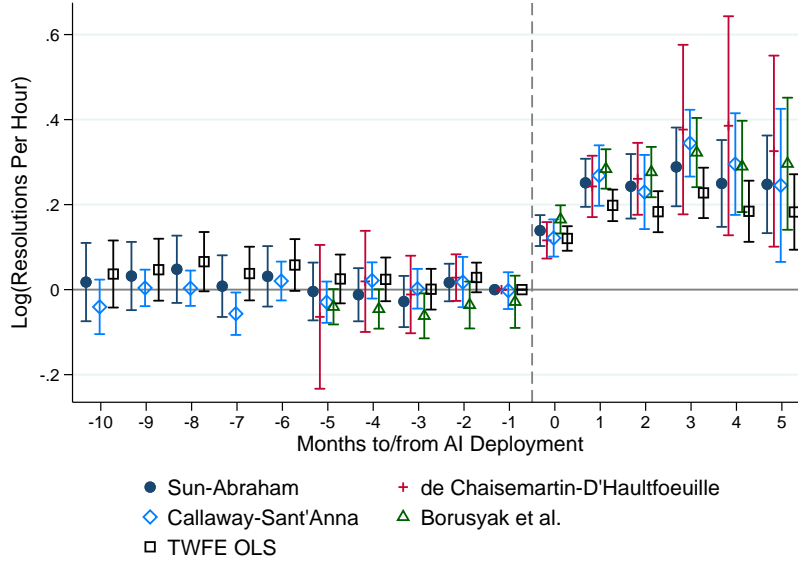 Log(Resolutions Per Hour)
.6
.4
.2
0
-.2
-10 -9 -8 -7 -6 -5 -4 -3 -2 -1 0 1 2 3 4 5
Months to/from AI Deployment
Sun-Abraham
de Chaisemartin-D'Haultfoeuille
Callaway-Sant'Anna
Borusyak et al.
TWFE OLS